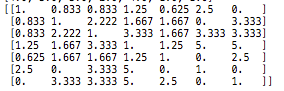 [[1. 0.833 0.833 1.25 0.625 2.5 0. ]
[0.833 1. 2.222 1.667 1.667 0. 3.333]
[0.833 2.222 1. 3.333 1.667 3.333 3.333]
[1.25 1.667 3.333 1. 1.25 5. 5. ]
[0.625 1.667 1.667 1.25 1. 0. 2.5 ]
[2.5 0. 3.333 5. 0. 1. 0. ]
[0. 3.333 3.333 5. 2.5 0. 1. ]]